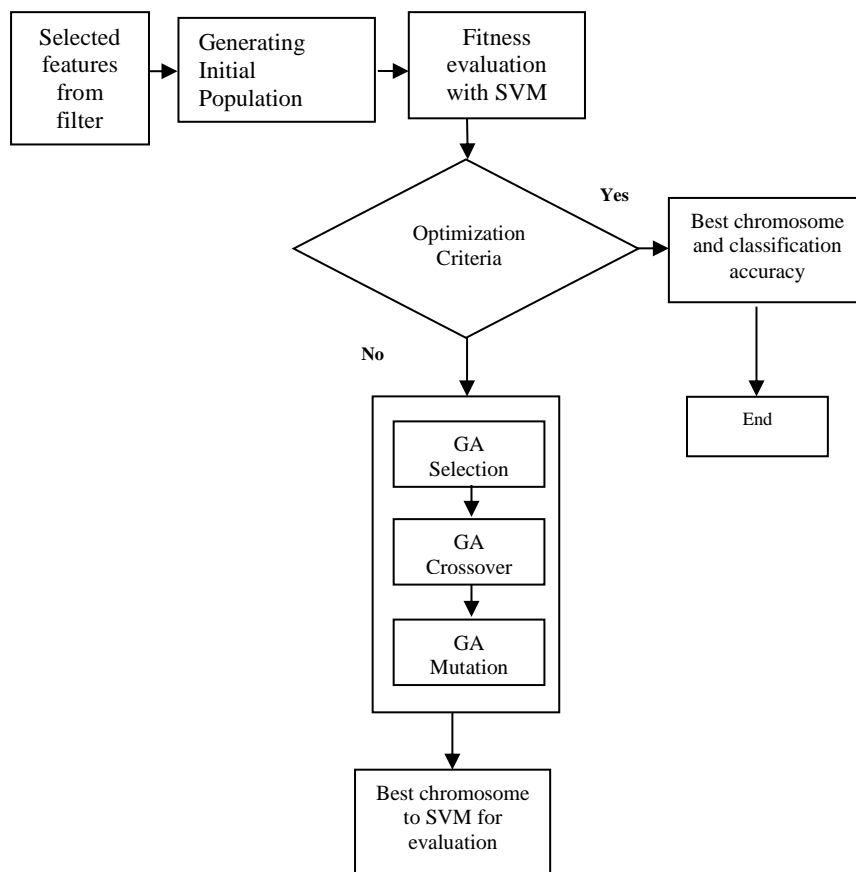 Selected
features
from
filter
Generating
Initial
Population
Fitness
evaluation
with SVM
Yes
Optimization
Criteria
Best chromosome
and classification
accuracy
No
End
GA
Selection
GA
Crossover
GA
Mutation
Best chromosome
to SVM for
evaluation